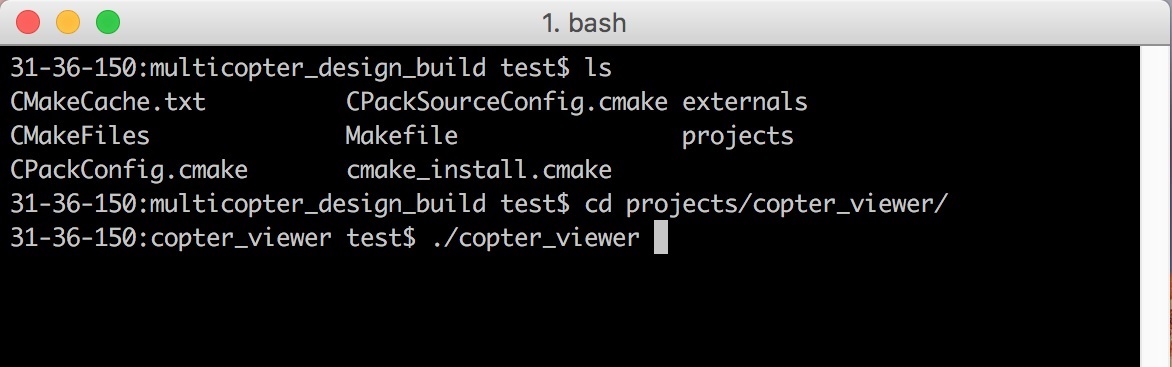 1. bash
31-36-150:multicopter_design_build test$ ls
CMakeCache.txt CPackSourceConfig.cmake externals
CMakeFiles Makefile projects
CPackConfig.cmake cmake_install.cmake
31-36-150:multicopter_design_build test$ cd projects/copter_viewer/
31-36-150:copter_viewer test$ ./copter_viewer